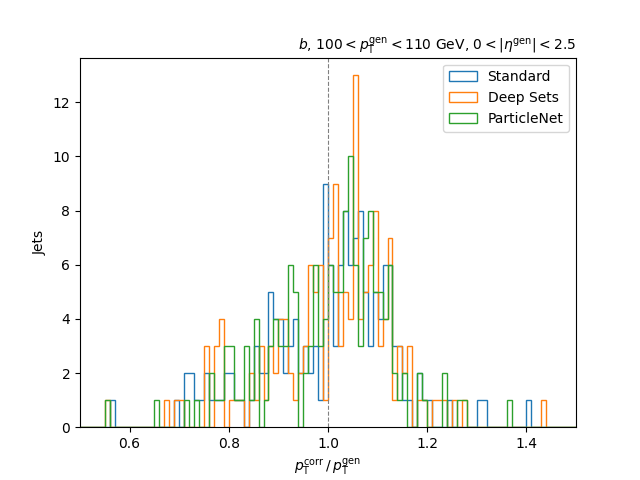 b, 100 < p_T^gen < 110 GeV, 0 < |η^gen| < 2.5
Standard
Deep Sets
ParticleNet
12
10
8
6
4
2
0
Jets
0.6 0.8 1.0 1.2 1.4
p_T^corr / p_T^gen